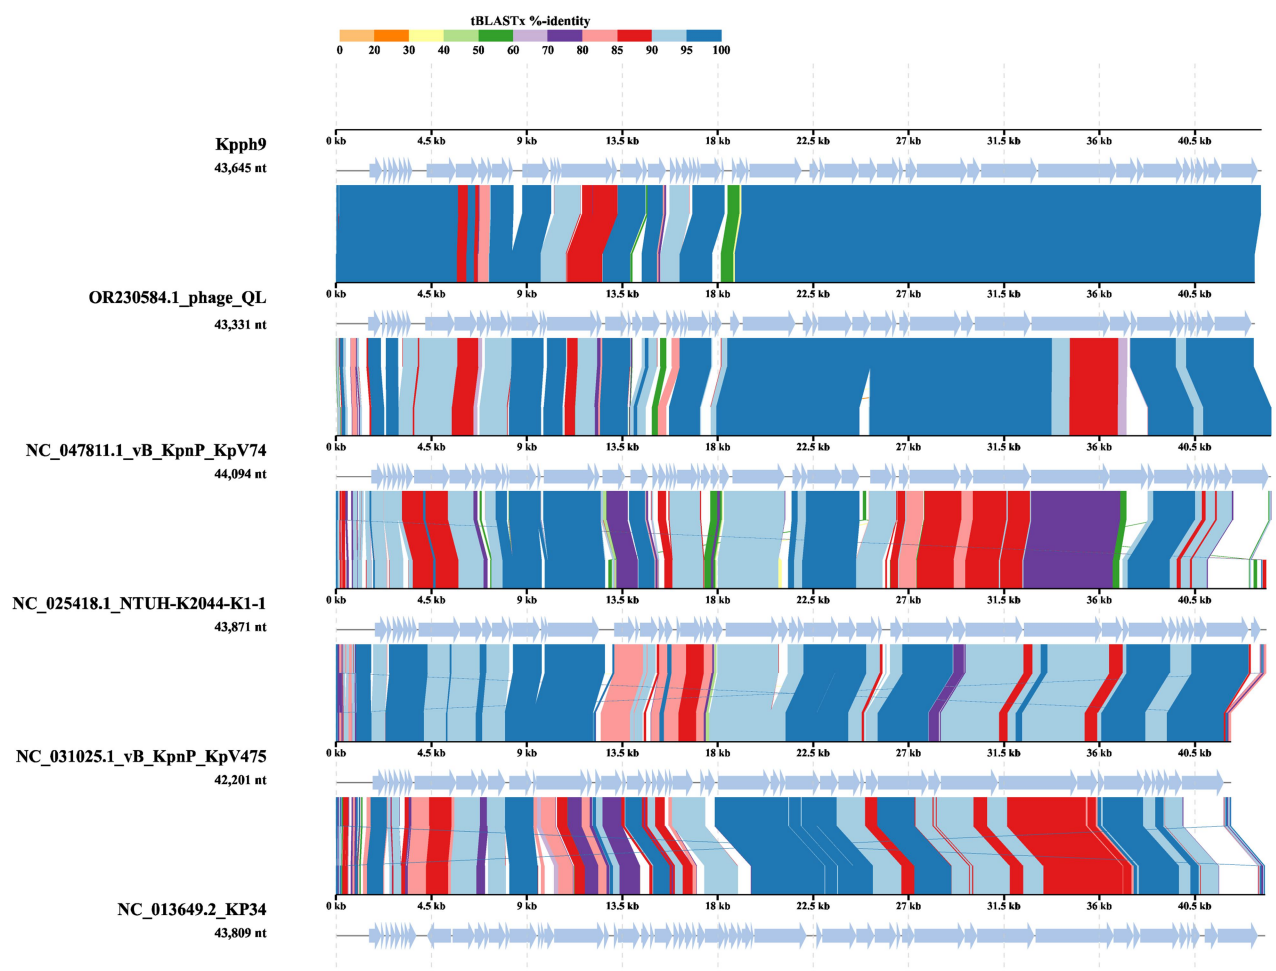 tBLASTx %-identity
0 20 30 40 50 60 70 80 85 90 95 100
0 kb 4.5 kb 9 kb 13.5 kb 18 kb 22.5 kb 27 kb 31.5 kb 36 kb 40.5 kb
Kpph9
43,645 nt
0 kb 4.5 kb 9 kb 13.5 kb 18 kb 22.5 kb 27 kb 31.5 kb 36 kb 40.5 kb
OR230584.1_phage_QL
43,331 nt
0 kb 4.5 kb 9 kb 13.5 kb 18 kb 22.5 kb 27 kb 31.5 kb 36 kb 40.5 kb
NC_047811.1_vB_KpnP_KpV74
44,094 nt
0 kb 4.5 kb 9 kb 13.5 kb 18 kb 22.5 kb 27 kb 31.5 kb 36 kb 40.5 kb
NC_025418.1_NTUH-K2044-K1-1
43,871 nt
0 kb 4.5 kb 9 kb 13.5 kb 18 kb 22.5 kb 27 kb 31.5 kb 36 kb 40.5 kb
NC_031025.1_vB_KpnP_KpV475
42,201 nt
0 kb 4.5 kb 9 kb 13.5 kb 18 kb 22.5 kb 27 kb 31.5 kb 36 kb 40.5 kb
NC_013649.2_KP34
43,809 nt